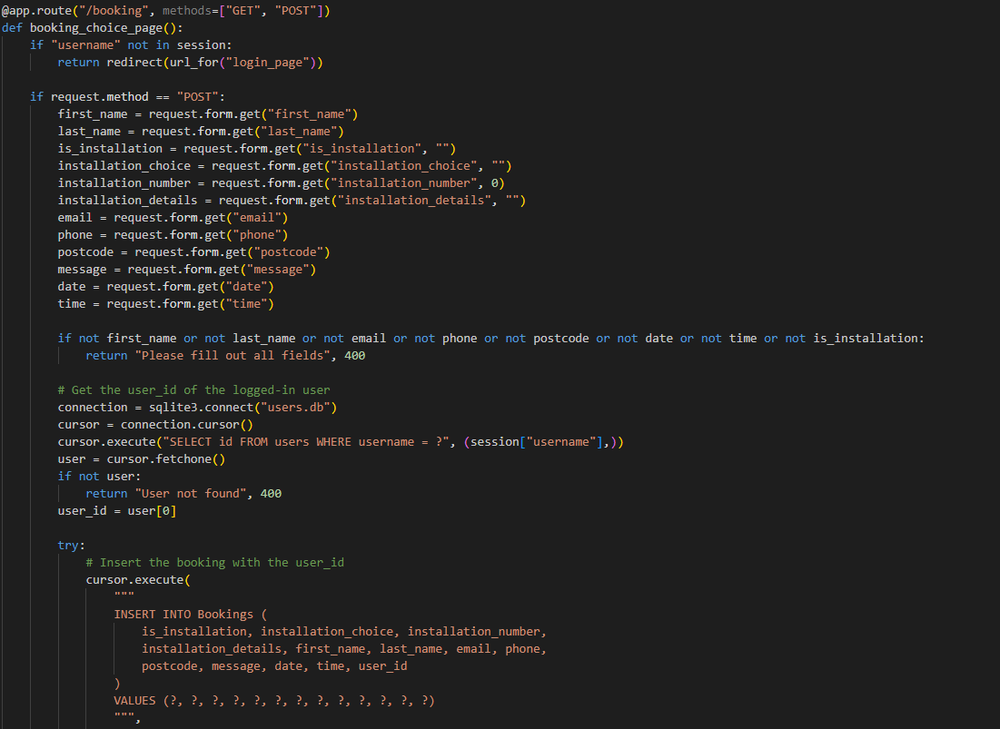 @app.route("/booking", methods=["GET", "POST"])
def booking_choice_page():
    if "username" not in session:
        return redirect(url_for("login_page"))

    if request.method == "POST":
        first_name = request.form.get("first_name")
        last_name = request.form.get("last_name")
        is_installation = request.form.get("is_installation", "")
        installation_choice = request.form.get("installation_choice", "")
        installation_number = request.form.get("installation_number", 0)
        installation_details = request.form.get("installation_details", "")
        email = request.form.get("email")
        phone = request.form.get("phone")
        postcode = request.form.get("postcode")
        message = request.form.get("message")
        date = request.form.get("date")
        time = request.form.get("time")

        if not first_name or not last_name or not email or not phone or not postcode or not date or not time or not is_installation:
            return "Please fill out all fields", 400

        # Get the user_id of the logged-in user
        connection = sqlite3.connect("users.db")
        cursor = connection.cursor()
        cursor.execute("SELECT id FROM users WHERE username = ?", (session["username"],))
        user = cursor.fetchone()
        if not user:
            return "User not found", 400
        user_id = user[0]

        try:
            # Insert the booking with the user_id
            cursor.execute(
                """
                INSERT INTO Bookings (
                    is_installation, installation_choice, installation_number,
                    installation_details, first_name, last_name, email, phone,
                    postcode, message, date, time, user_id
                )
                VALUES (?, ?, ?, ?, ?, ?, ?, ?, ?, ?, ?, ?, ?)
                """,